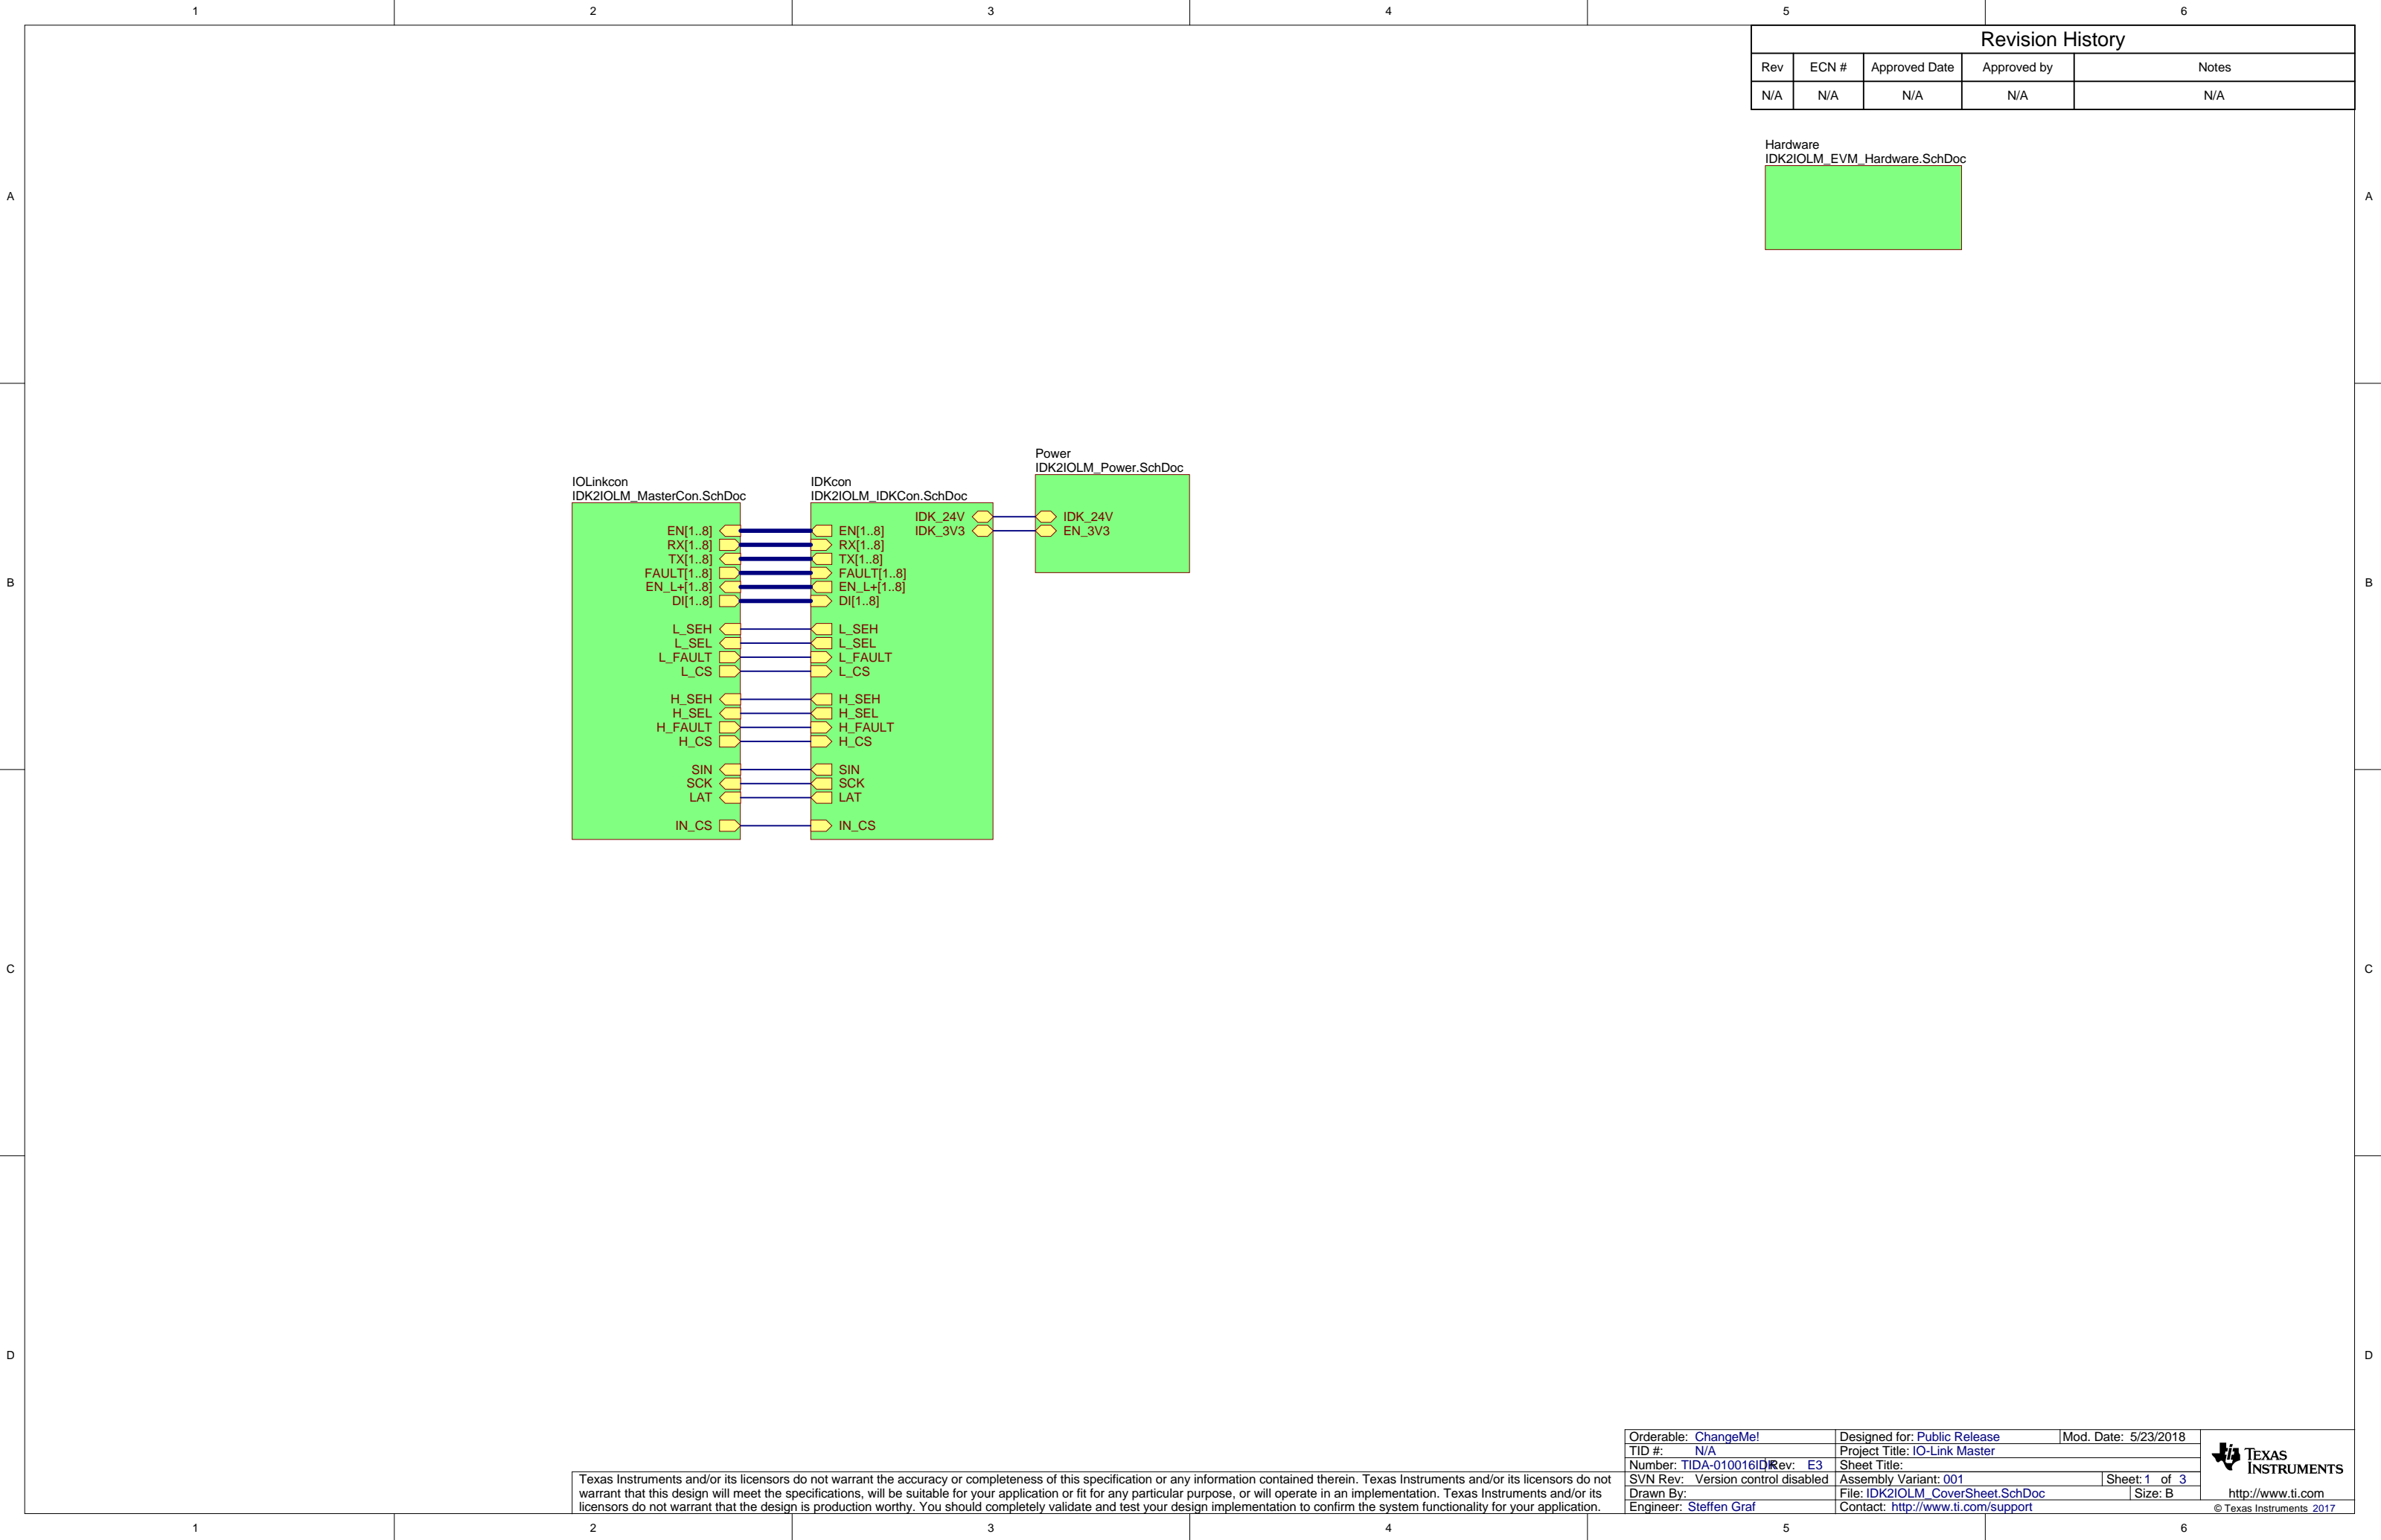 1 2 3 4 5 6
Revision History
Rev ECN # Approved Date Approved by Notes
N/A N/A N/A N/A N/A
Hardware
IDK2IOLM_EVM_Hardware.SchDoc
A A
Power
IDK2IOLM_Power.SchDoc
IDK_24V
EN_3V3
IOLinkcon
IDK2IOLM_MasterCon.SchDoc
EN[1..8]
RX[1..8]
TX[1..8]
FAULT[1..8]
EN_L+[1..8]
DI[1..8]
L_SEH
L_SEL
L_FAULT
L_CS
H_SEH
H_SEL
H_FAULT
H_CS
SIN
SCK
LAT
IN_CS
IDKcon
IDK2IOLM_IDKCon.SchDoc
IDK_24V
IDK_3V3
EN[1..8]
RX[1..8]
TX[1..8]
FAULT[1..8]
EN_L+[1..8]
DI[1..8]
L_SEH
L_SEL
L_FAULT
L_CS
H_SEH
H_SEL
H_FAULT
H_CS
SIN
SCK
LAT
IN_CS
B B
C C
D D
Texas Instruments and/or its licensors do not warrant the accuracy or completeness of this specification or any information contained therein. Texas Instruments and/or its licensors do not
warrant that this design will meet the specifications, will be suitable for your application or fit for any particular purpose, or will operate in an implementation. Texas Instruments and/or its
licensors do not warrant that the design is production worthy. You should completely validate and test your design implementation to confirm the system functionality for your application.
Orderable: ChangeMe! Designed for: Public Release Mod. Date: 5/23/2018
TID #: N/A Project Title: IO-Link Master
Number: TIDA-010016IDK Rev: E3 Sheet Title:
SVN Rev: Version control disabled Assembly Variant: 001 Sheet: 1 of 3
Drawn By: File: IDK2IOLM_CoverSheet.SchDoc Size: B
Engineer: Steffen Graf Contact: http://www.ti.com/support
TEXAS
INSTRUMENTS
http://www.ti.com
© Texas Instruments 2017
1 2 3 4 5 6